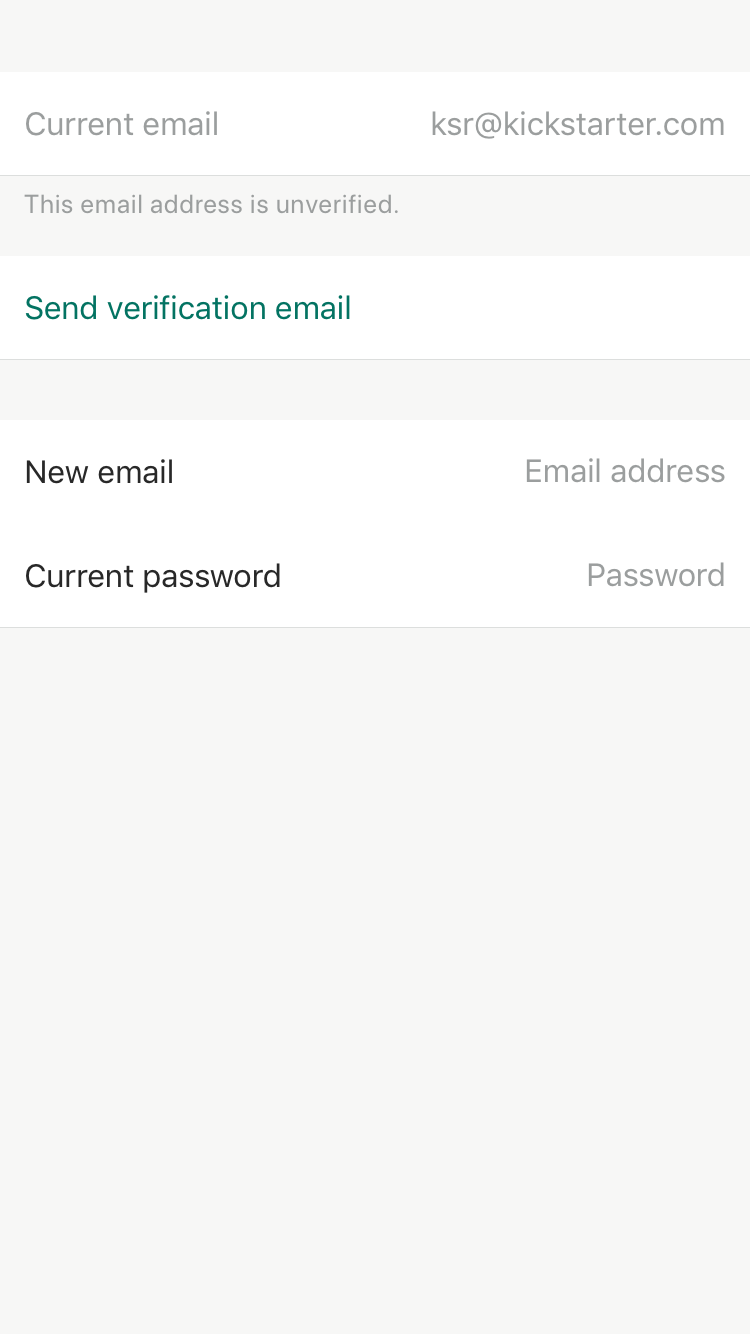 Current email ksr@kickstarter.com
This email address is unverified.
Send verification email
New email Email address
Current password Password